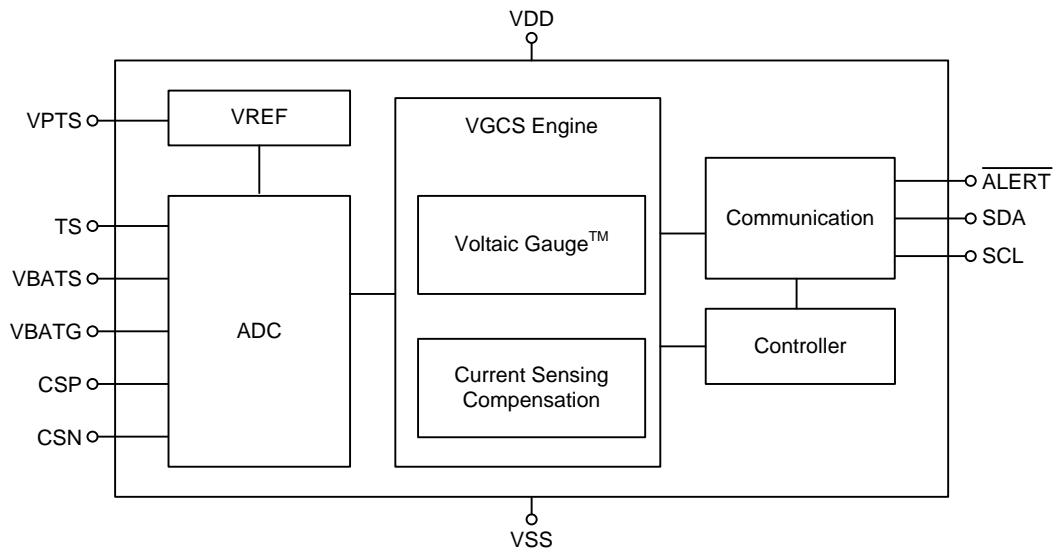 VDD
VPTS
VREF
VGCS Engine
TS
VBATS
VBATG
CSP
CSN
ADC
Voltaic Gauge™
Current Sensing
Compensation
Communication
Controller
ALERT
SDA
SCL
VSS